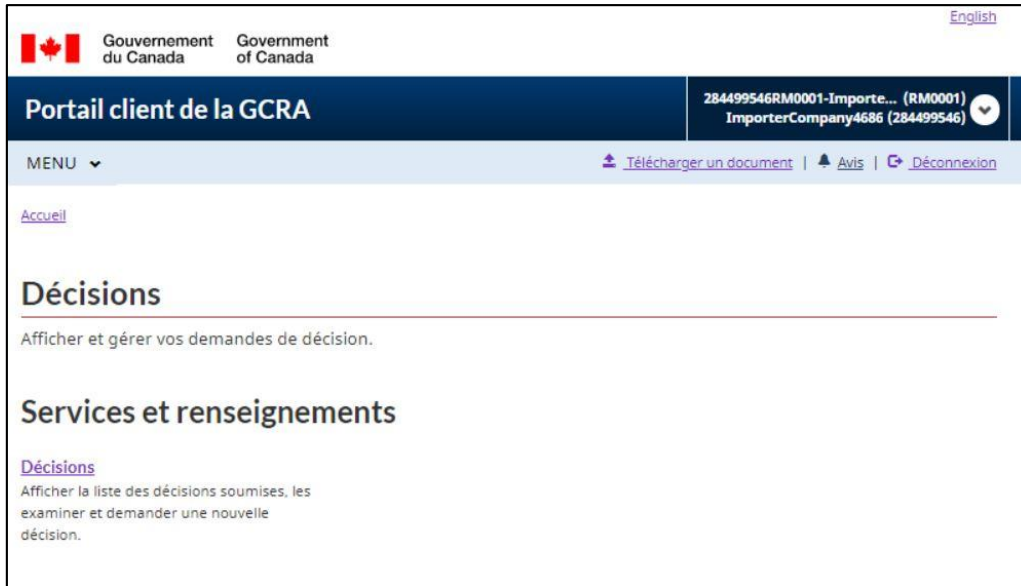 English
Gouvernement du Canada
Government of Canada
Portail client de la GCRA
284499546RM0001-Importe... (RM0001)
ImporterCompany4686 (284499546)
MENU
Télécharger un document | Avis | Déconnexion
Accueil
Décisions
Afficher et gérer vos demandes de décision.
Services et renseignements
Décisions
Afficher la liste des décisions soumises, les
examiner et demander une nouvelle
décision.